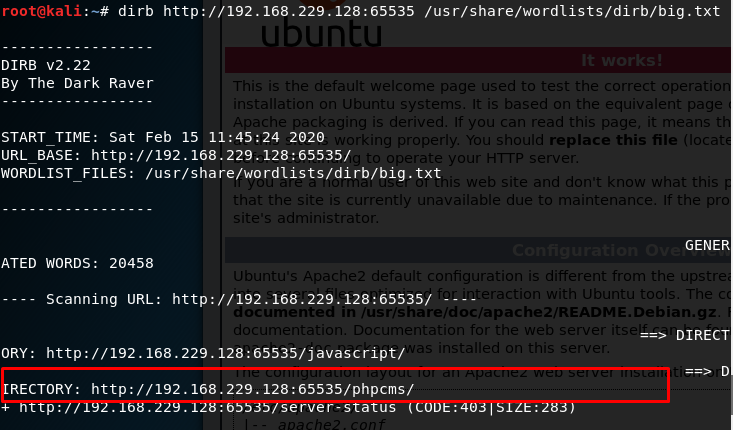 root@kali:~# dirb http://192.168.229.128:65535 /usr/share/wordlists/dirb/big.txt
ubuntu
-----------------
It works!
DIRB v2.22
By The Dark Raver
-----------------
This is the default welcome page used to test the correct operation
installation on Ubuntu systems. It is based on the equivalent page
Apache packaging is derived. If you can read this page, it means th
START_TIME: Sat Feb 15 11:45:24 2020
working properly. You should replace this file (locate
URL_BASE: http://192.168.229.128:65535/
continuing to operate your HTTP server.
WORDLIST_FILES: /usr/share/wordlists/dirb/big.txt
you are a normal user of this web site and don't know what this p
-----------------
that the site is currently unavailable due to maintenance. If the pro
site's administrator.
GENER
Configuration Overview
ATED WORDS: 20458
Ubuntu's Apache2 default configuration is different from the upstrea
---- Scanning URL: http://192.168.229.128:65535/ ----
into several files optimized for interaction with Ubuntu tools. The co
documented in /usr/share/doc/apache2/README.Debian.gz.
documentation. Documentation for the web server itself can be
==> DIRECT
package was installed on this server.
ORY: http://192.168.229.128:65535/javascript/
The configuration layout for an Apache2 web server installation
==> D
IRECTORY: http://192.168.229.128:65535/phpcms/
+ http://192.168.229.128:65535/server-status (CODE:403|SIZE:283)
|-- apache2.conf